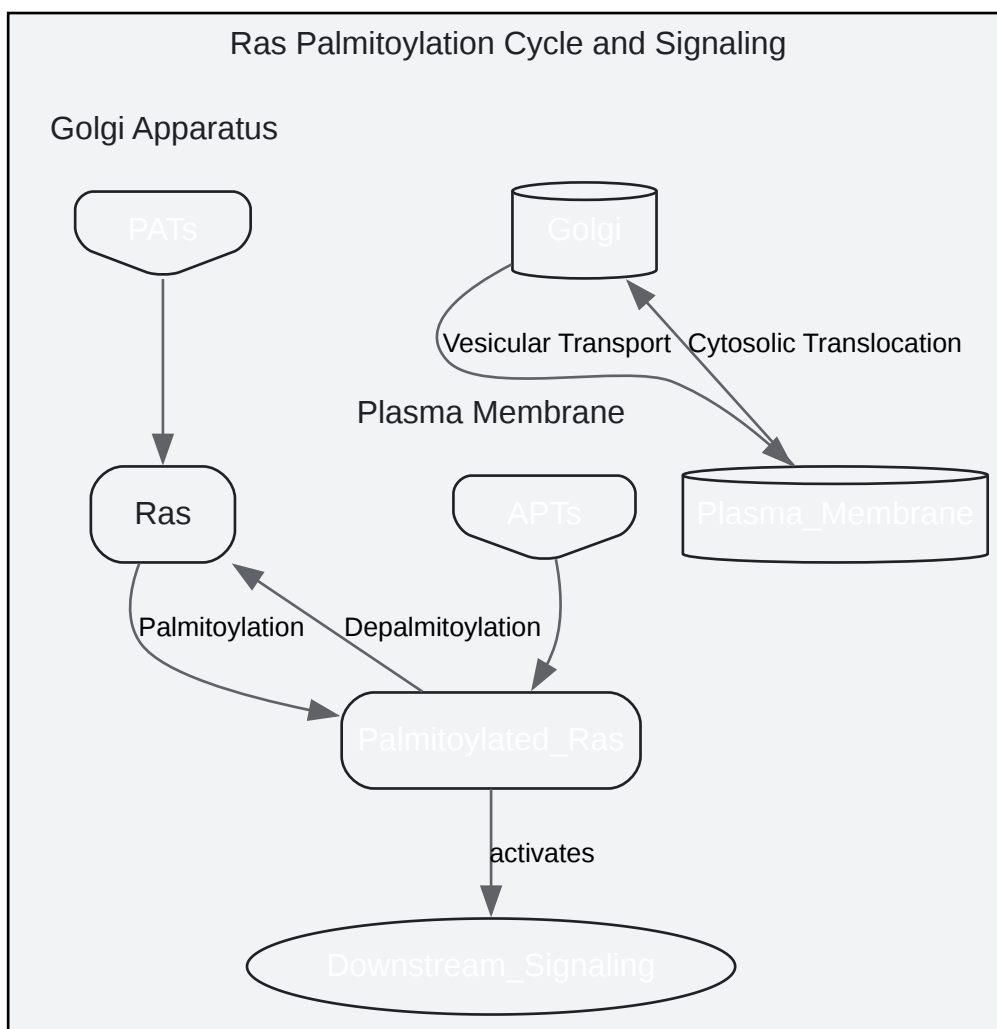 Ras Palmitoylation Cycle and Signaling
Golgi Apparatus
PATs
Golgi
Vesicular Transport
Cytosolic Translocation
Plasma Membrane
Ras
APTs
Plasma_Membrane
Palmitoylation
Depalmitoylation
Palmitoylated_Ras
activates
Downstream_Signaling